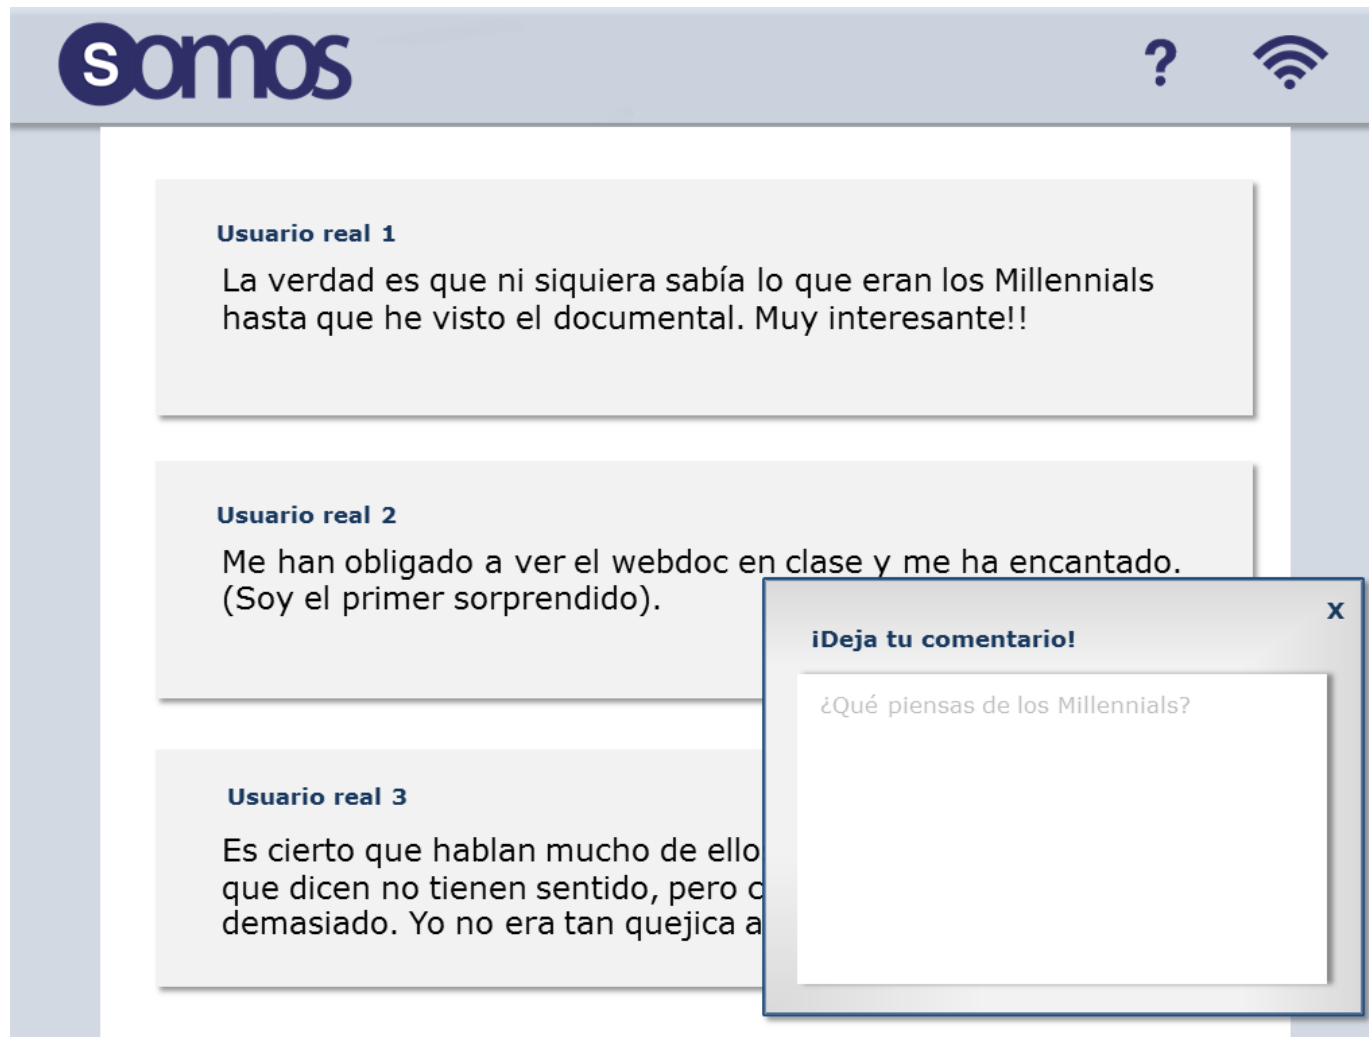 somos
?
Usuario real 1
La verdad es que ni siquiera sabía lo que eran los Millennials
hasta que he visto el documental. Muy interesante!!
Usuario real 2
Me han obligado a ver el webdoc en clase y me ha encantado.
(Soy el primer sorprendido).
Usuario real 3
Es cierto que hablan mucho de ello
que dicen no tienen sentido, pero
demasiado. Yo no era tan quejica
x
¡Deja tu comentario!
¿Qué piensas de los Millennials?